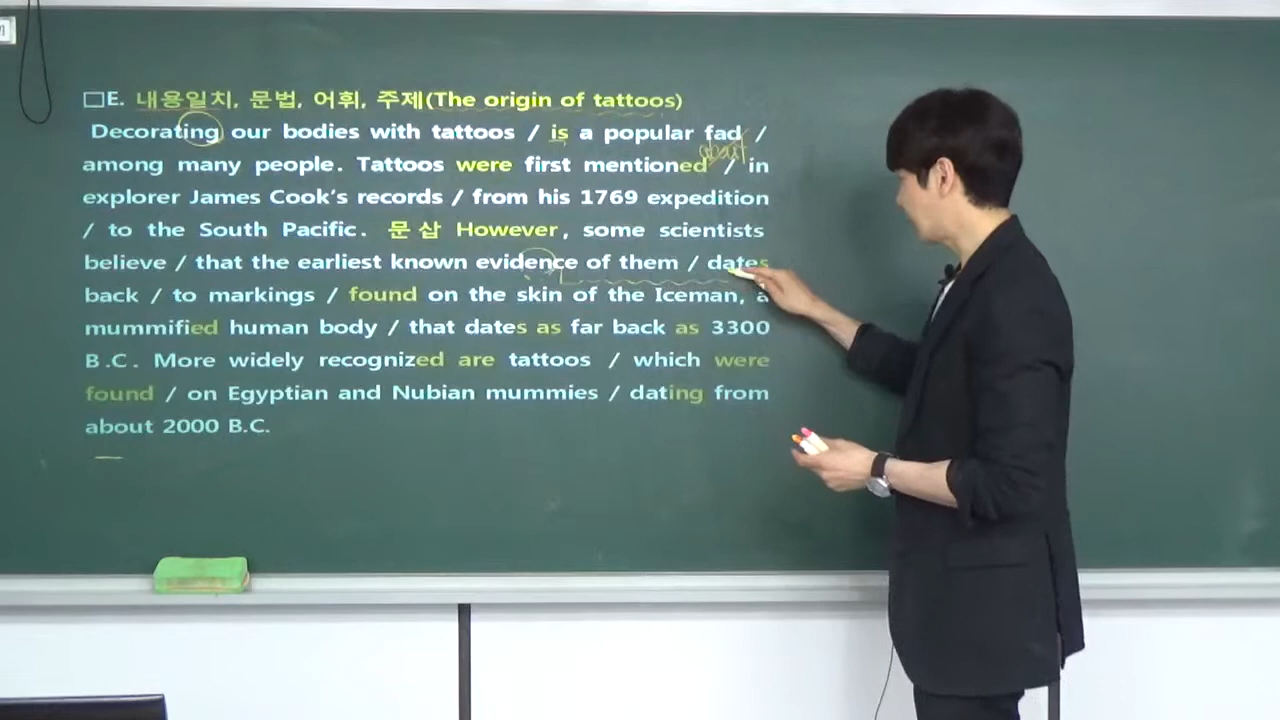 □E. 내용일치, 문법, 어휘, 주제(The origin of tattoos)
Decorating our bodies with tattoos / is a popular fad /
among many people. Tattoos were first mentioned / in
explorer James Cook's records / from his 1769 expedition
/ to the South Pacific. 문 삽 However, some scientists
believe / that the earliest known evidence of them / dates
back / to markings / found on the skin of the Iceman, a
mummified human body / that dates as far back as 3300
B.C. More widely recognized are tattoos / which were
found / on Egyptian and Nubian mummies / dating from
about 2000 B.C.